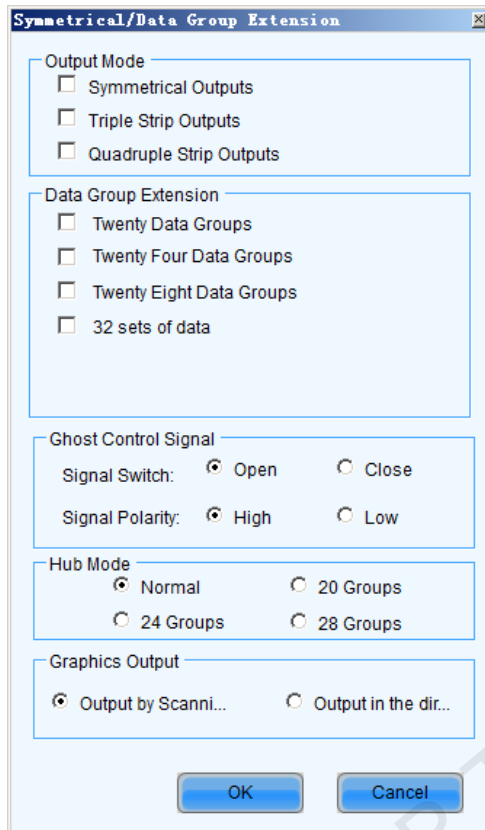 Symmetrical/Data Group Extension
Output Mode
Symmetrical Outputs
Triple Strip Outputs
Quadruple Strip Outputs
Data Group Extension
Twenty Data Groups
Twenty Four Data Groups
Twenty Eight Data Groups
32 sets of data
Ghost Control Signal
Signal Switch: Open Close
Signal Polarity: High Low
Hub Mode
Normal 20 Groups
24 Groups 28 Groups
Graphics Output
Output by Scanni... Output in the dir...
OK Cancel